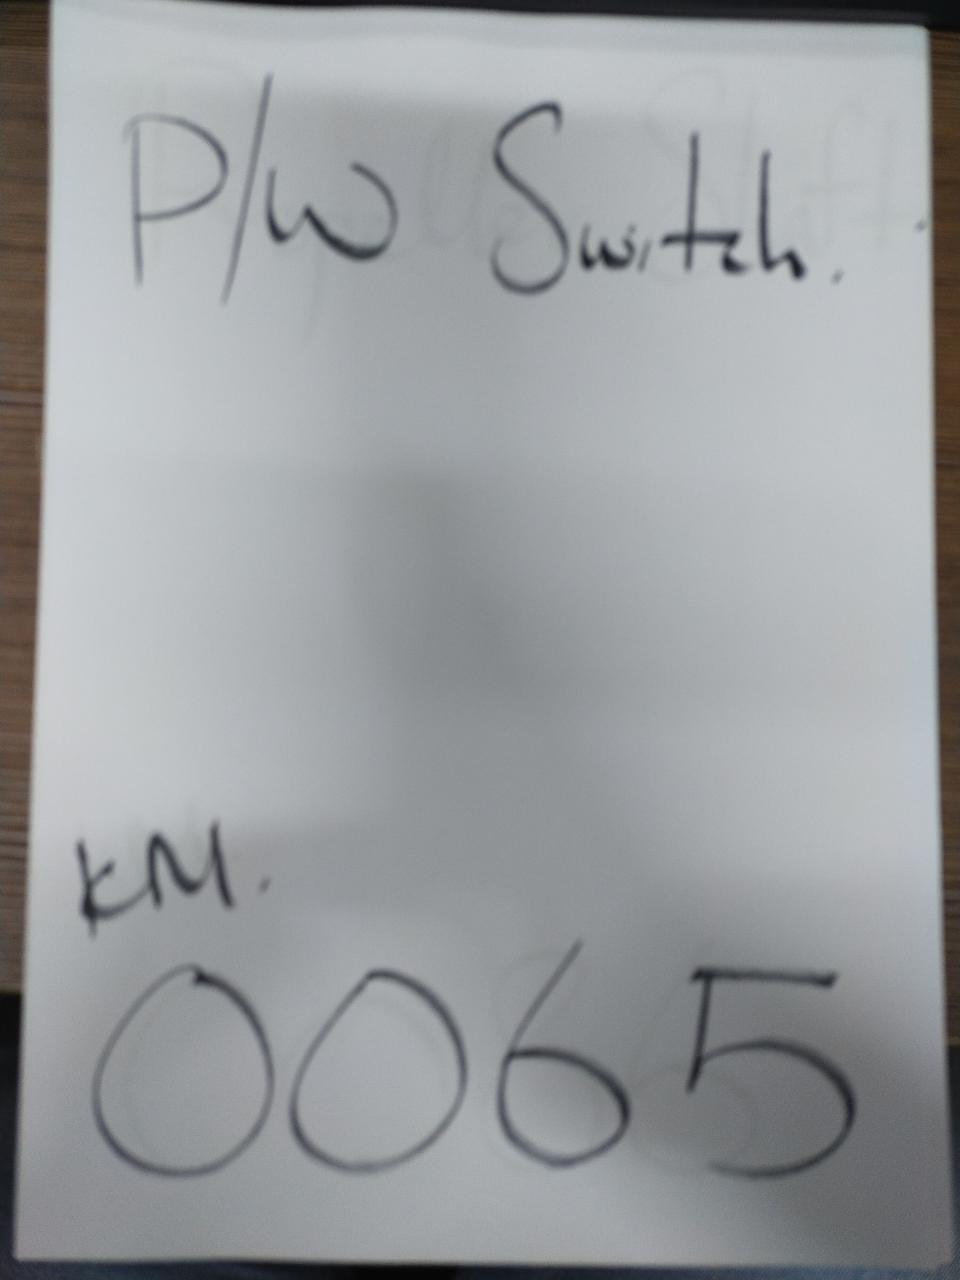 P/W Switch.
KM.
0065